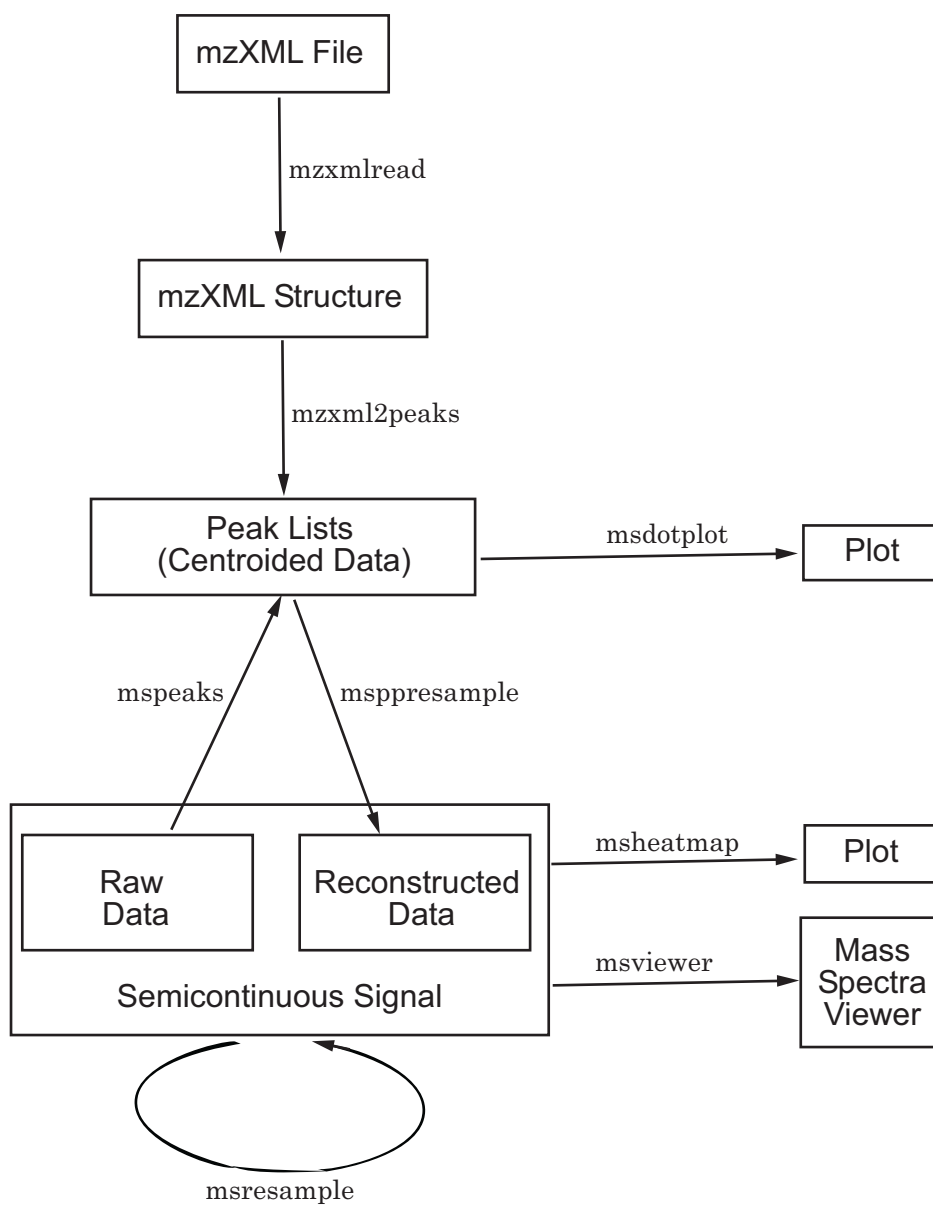 mzXML File
mzxmlread
mzXML Structure
mzxml2peaks
Peak Lists
(Centroided Data)
msdotplot
Plot
mspeaks
msppresample
Raw
Data
Reconstructed
Data
Semicontinuous Signal
msheatmap
Plot
msviewer
Mass
Spectra
Viewer
msresample